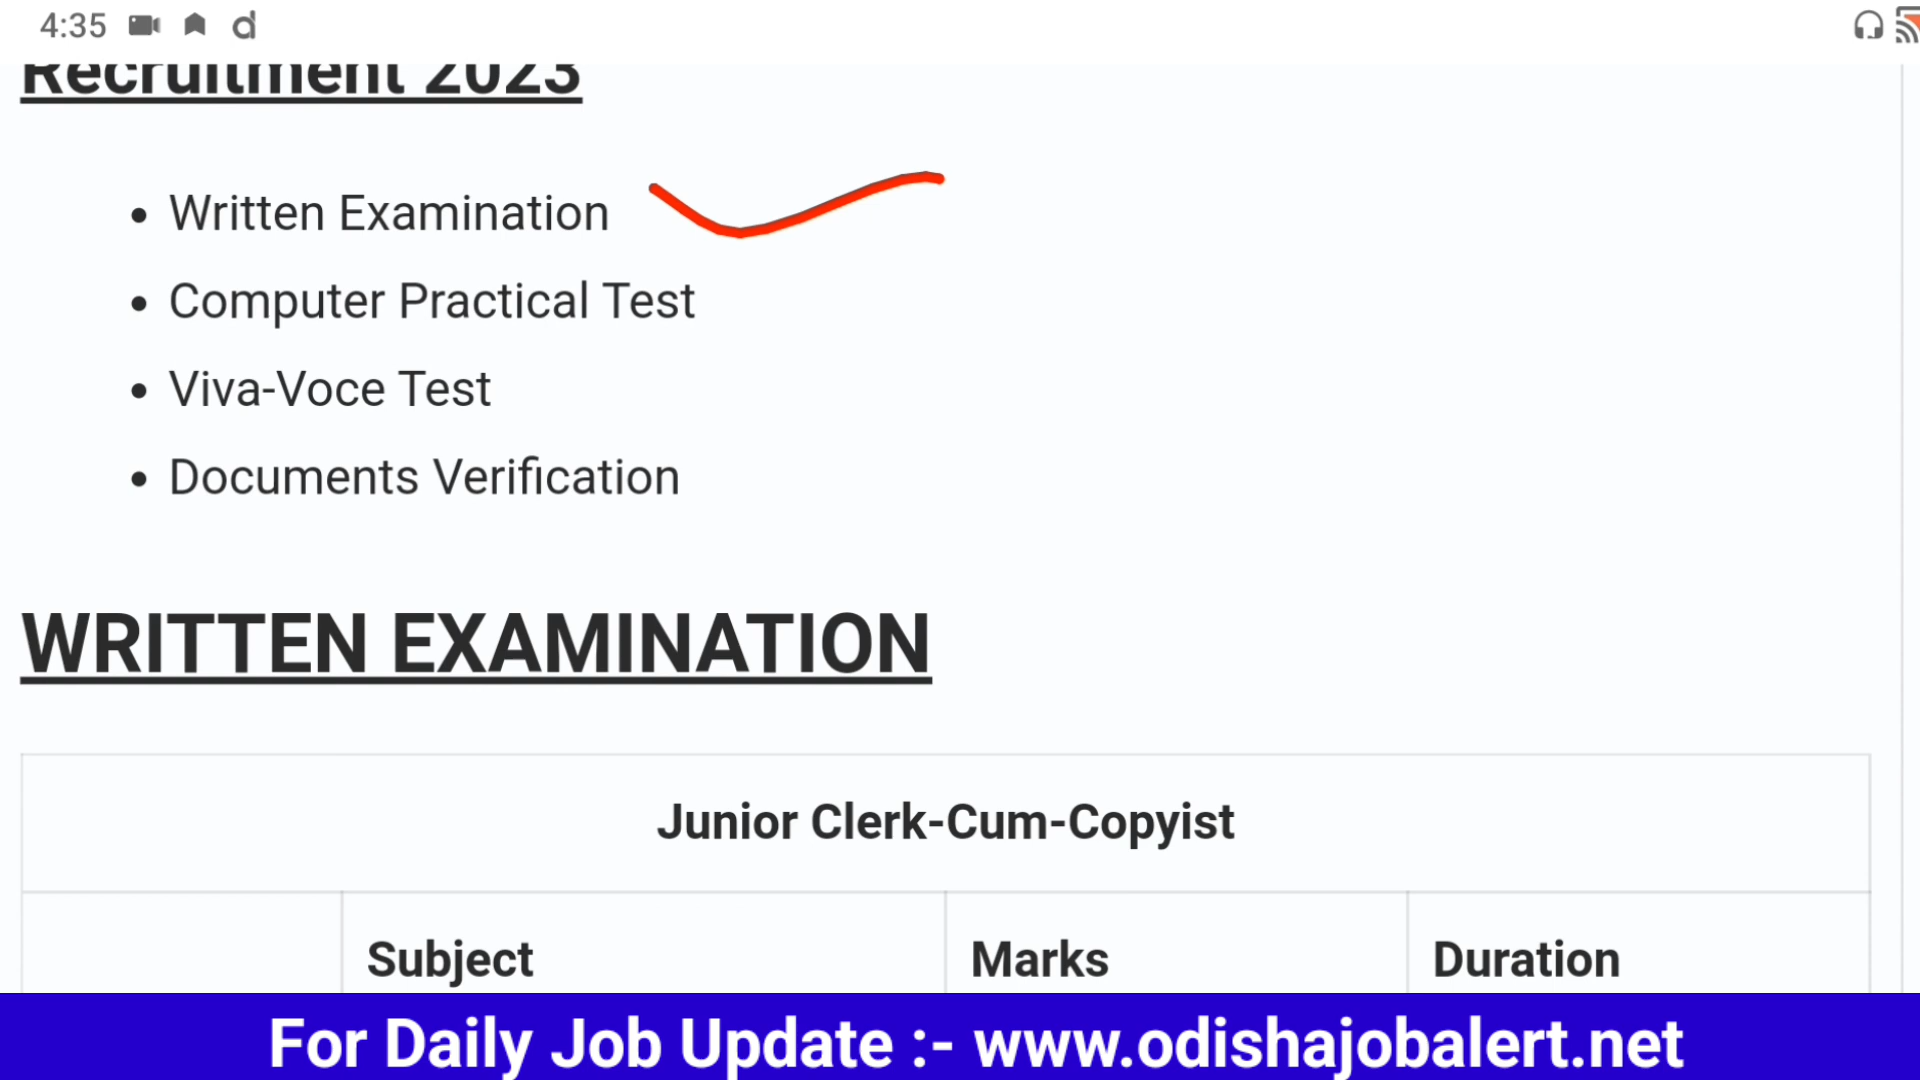 4:35
Recruitment 2023
• Written Examination
• Computer Practical Test
• Viva-Voce Test
• Documents Verification
WRITTEN EXAMINATION
Junior Clerk-Cum-Copyist
Subject Marks Duration
For Daily Job Update :- www.odishajobalert.net